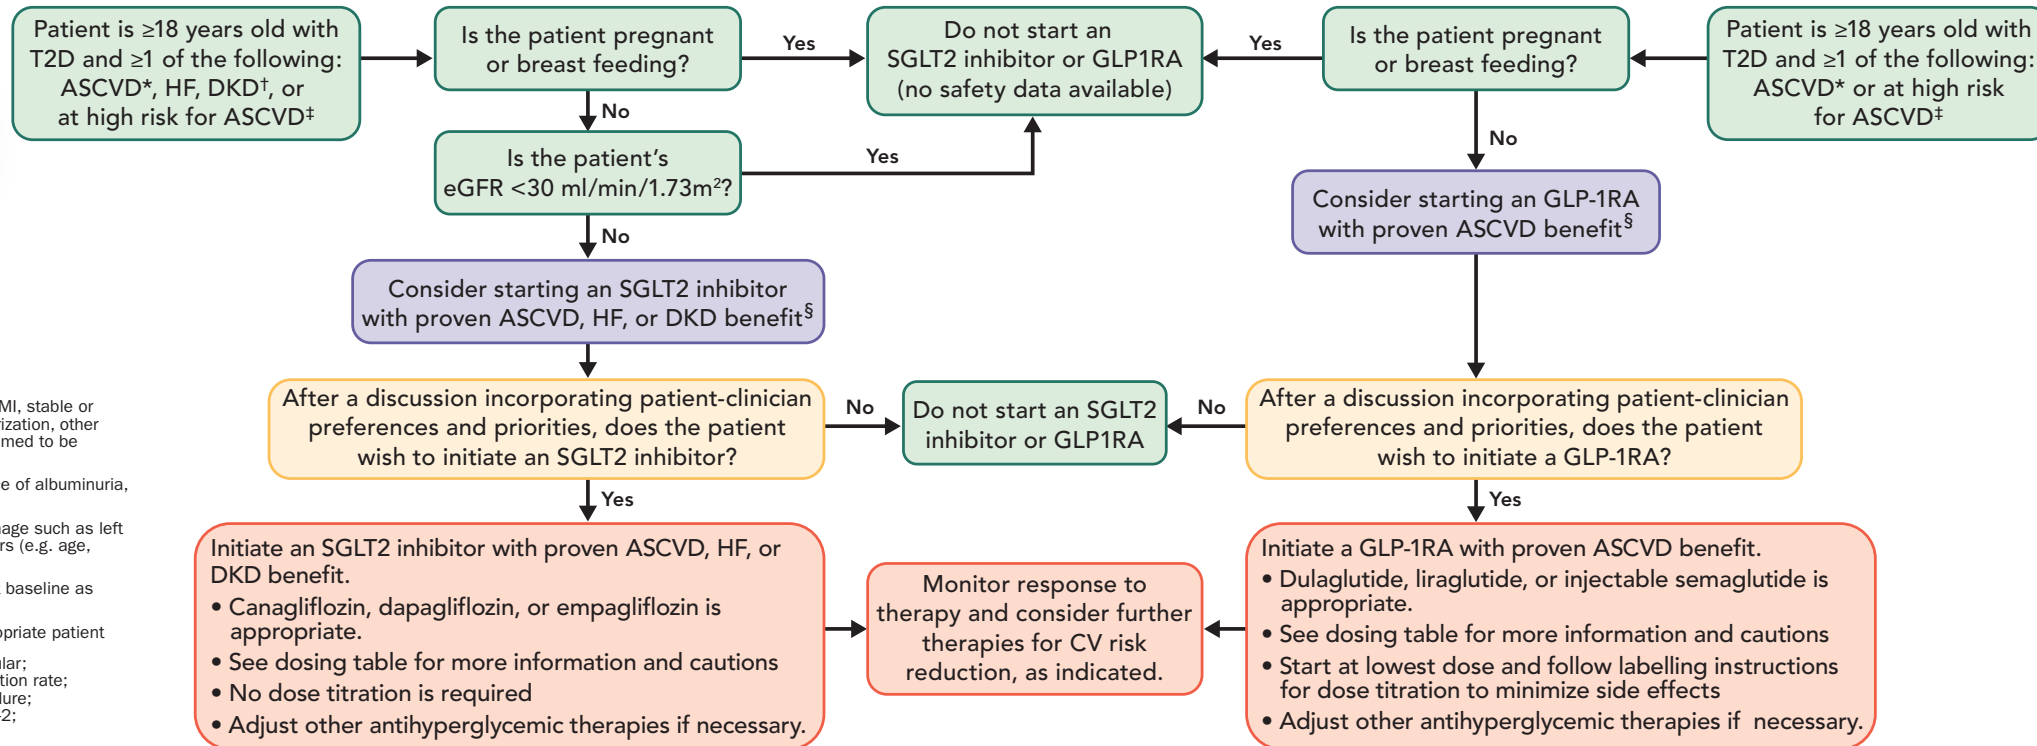 Patient is ≥18 years old with
T2D and ≥1 of the following:
ASCVD*, HF, DKD†, or
at high risk for ASCVD‡
Is the patient pregnant
or breast feeding?
Yes
Do not start an
SGLT2 inhibitor or GLP1RA
(no safety data available)
Yes
Is the patient pregnant
or breast feeding?
Patient is ≥18 years old with
T2D and ≥1 of the following:
ASCVD* or at high risk
for ASCVD‡
No
Is the patient's
eGFR <30 ml/min/1.73m²?
Yes
No
No
Consider starting an GLP-1RA
with proven ASCVD benefit§
Consider starting an SGLT2 inhibitor
with proven ASCVD, HF, or DKD benefit§
After a discussion incorporating patient-clinician
preferences and priorities, does the patient
wish to initiate an SGLT2 inhibitor?
No
Do not start an SGLT2
inhibitor or GLP1RA
No
After a discussion incorporating patient-clinician
preferences and priorities, does the patient
wish to initiate a GLP-1RA?
Yes
Yes
Initiate an SGLT2 inhibitor with proven ASCVD, HF, or
DKD benefit.
• Canagliflozin, dapagliflozin, or empagliflozin is
appropriate.
• See dosing table for more information and cautions
• No dose titration is required
• Adjust other antihyperglycemic therapies if necessary.
Monitor response to
therapy and consider further
therapies for CV risk
reduction, as indicated.
Initiate a GLP-1RA with proven ASCVD benefit.
• Dulaglutide, liraglutide, or injectable semaglutide is
appropriate.
• See dosing table for more information and cautions
• Start at lowest dose and follow labelling instructions
for dose titration to minimize side effects
• Adjust other antihyperglycemic therapies if necessary.
MI, stable or
other
to be
e of albuminuria,
such as left
(e.g. age,
baseline as
patient
rate;